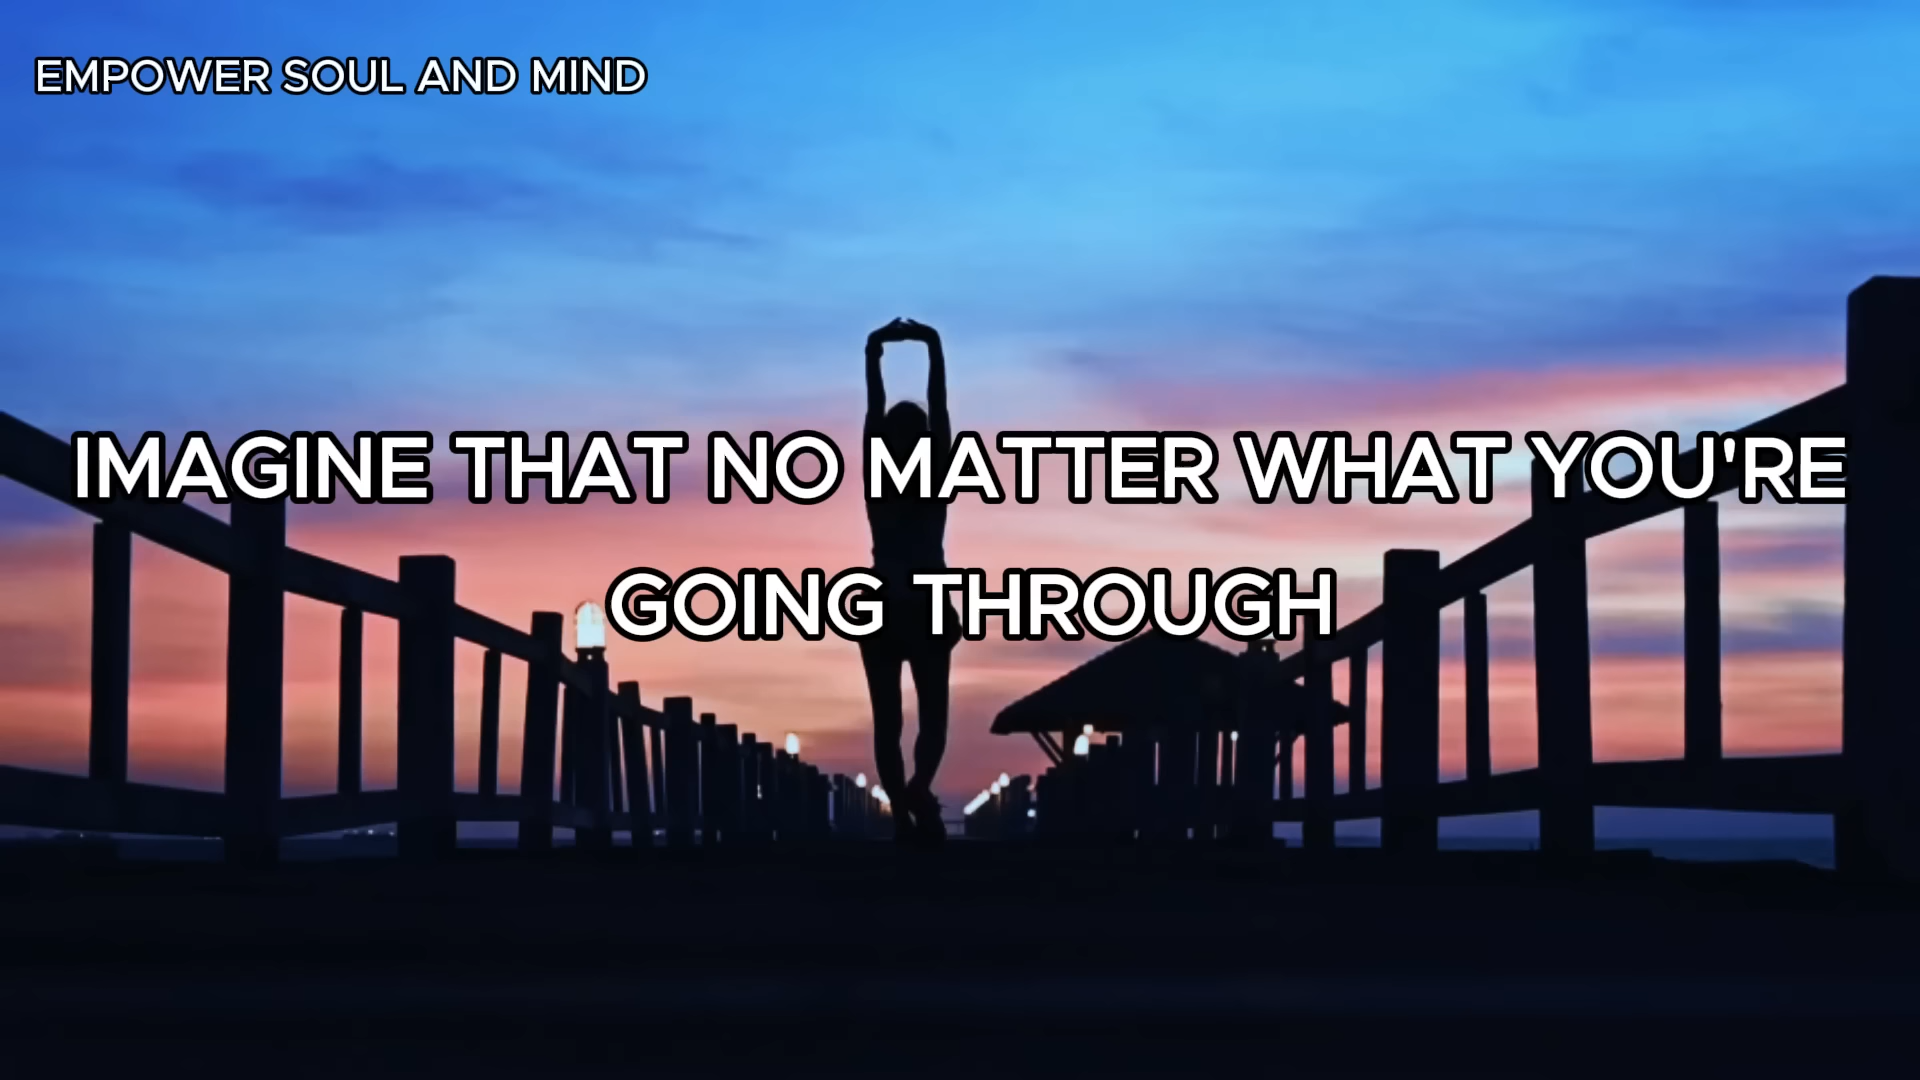 EMPOWER SOUL AND MIND
IMAGINE THAT NO MATTER WHAT YOU'RE
GOING THROUGH